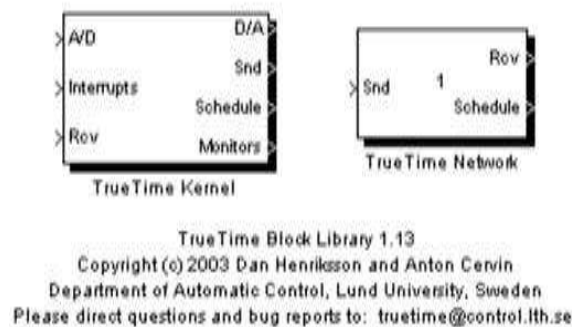 A/D
Interrupts
Rcv
D/A
Snd
Schedule
Monitors
TrueTime Kernel
Snd
1
Rcv
Schedule
TrueTime Network
TrueTime Block Library 1.13
Copyright (c) 2003 Dan Henriksson and Anton Cervin
Department of Automatic Control, Lund University, Sweden
Please direct questions and bug reports to: truetime@control.lth.se